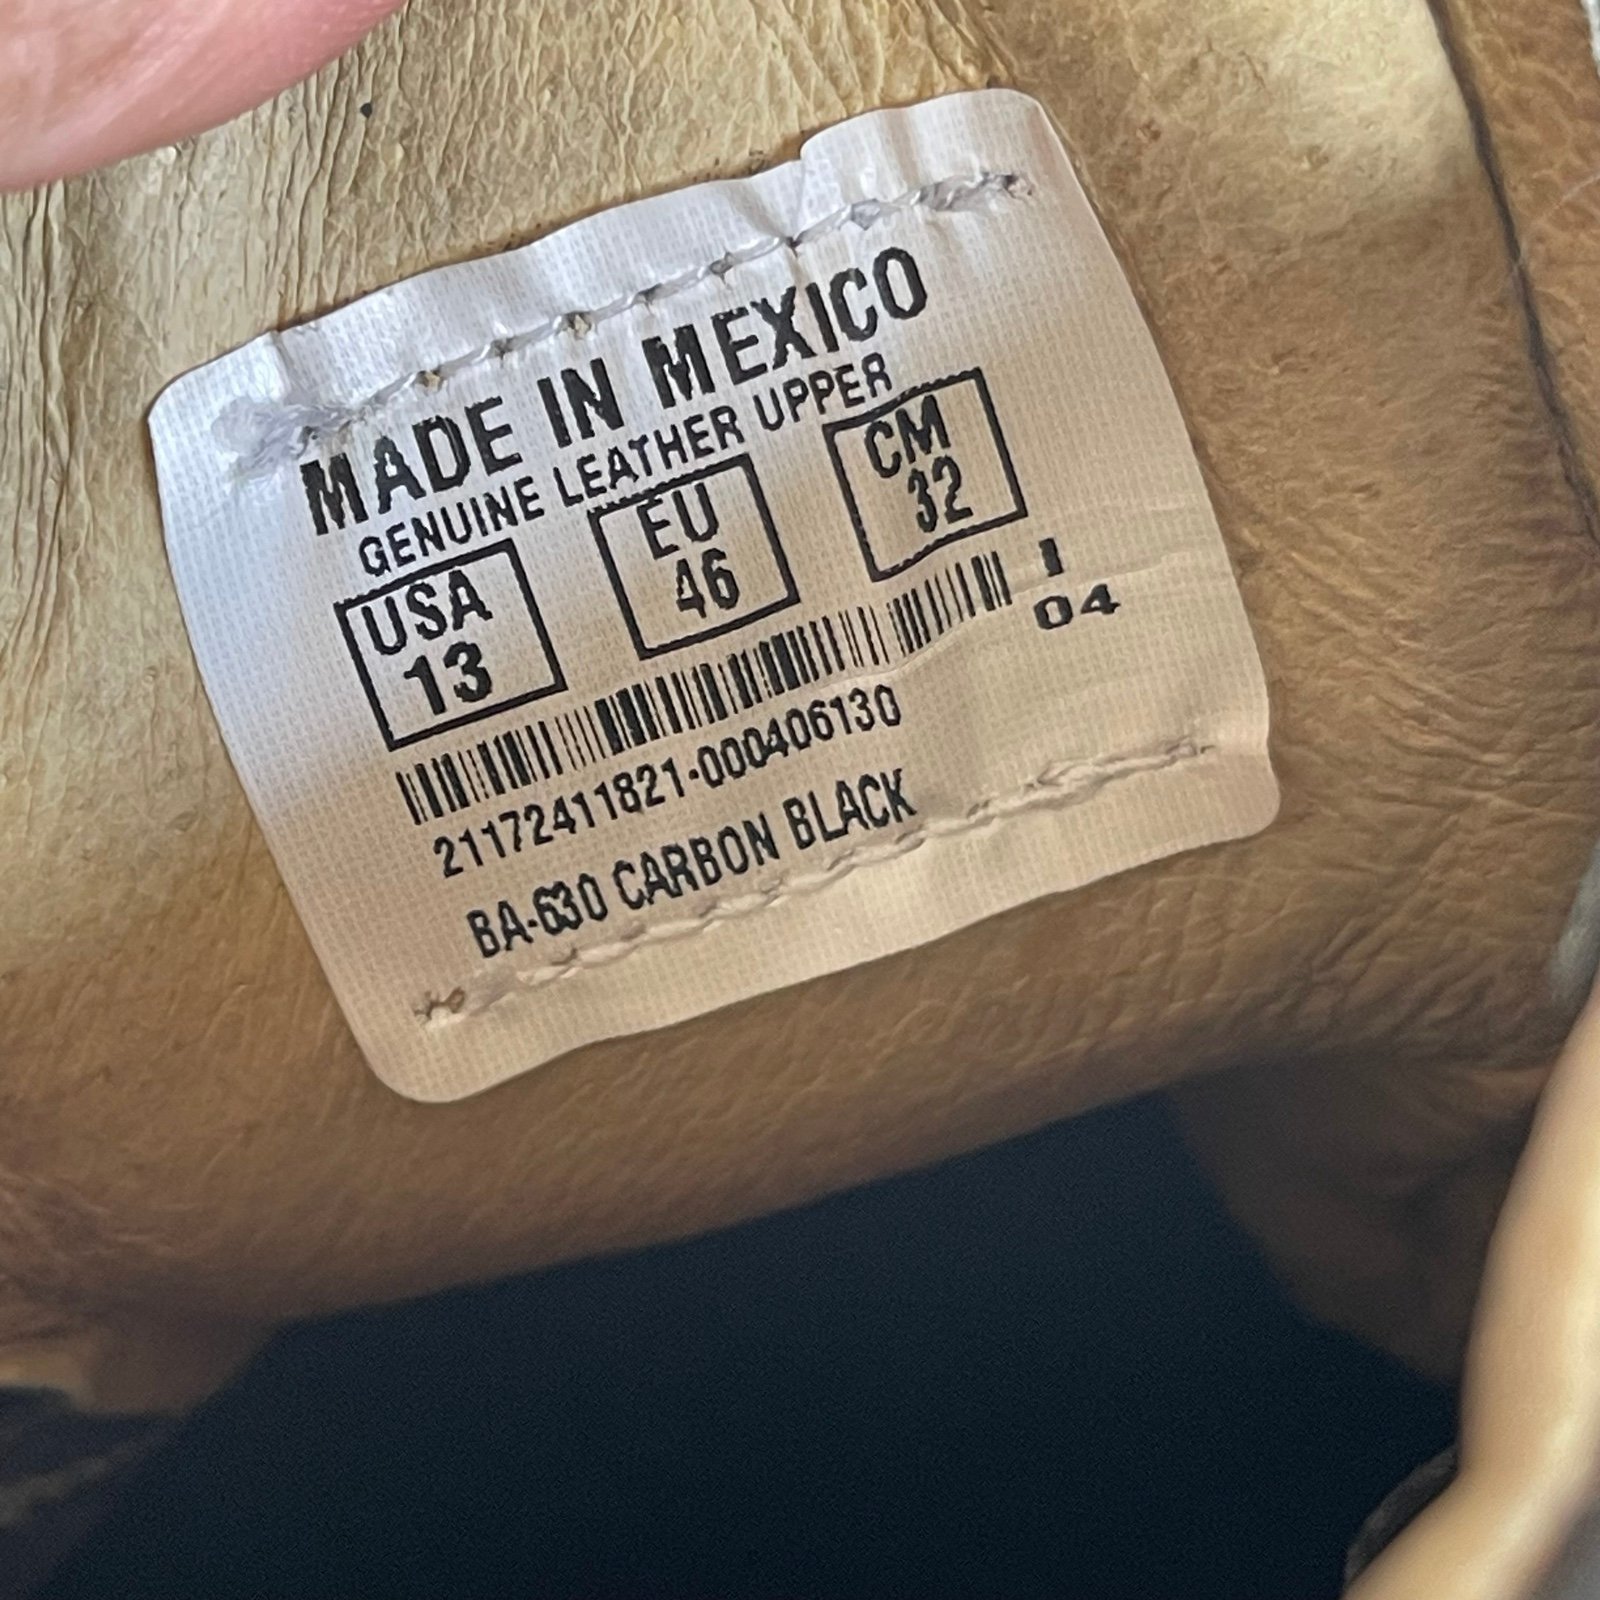 MADE IN MEXICO
GENUINE LEATHER UPPER
USA
13
EU
46
CM
32
I
04
21172411821-000406130
BA-630 CARBON BLACK